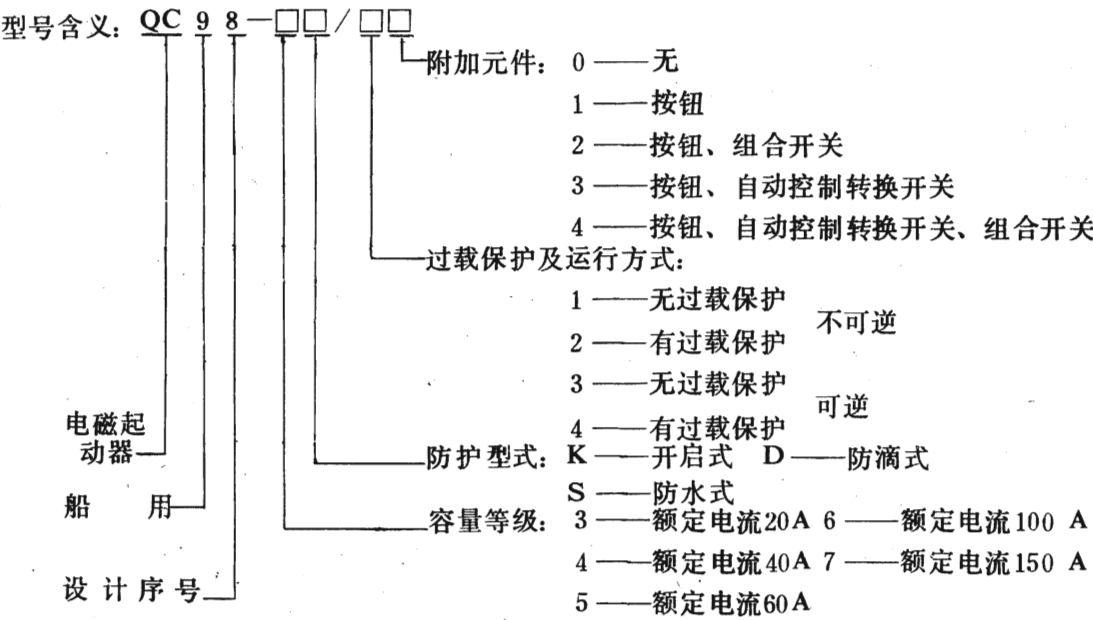 型号含义：QC 9 8－□□/□□
附加元件：0 ——无
1 ——按钮
2 ——按钮、组合开关
3 ——按钮、自动控制转换开关
4 ——按钮、自动控制转换开关、组合开关
过载保护及运行方式：
1 ——无过载保护
不可逆
2 ——有过载保护
3 ——无过载保护
可逆
4 ——有过载保护
电磁起
动器
防护型式：K ——开启式 D ——防滴式
S ——防水式
船 用
容量等级：3 ——额定电流20A 6 ——额定电流100 A
4 ——额定电流40A 7 ——额定电流150 A
设计序号
5 ——额定电流60A